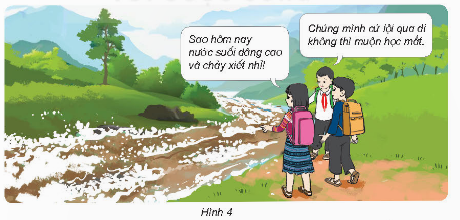 Sao hôm nay
nước suối dâng cao
và chảy xiết nhỉ!
Chúng mình cứ lội qua đi
không thì muộn học mất.
Hình 4